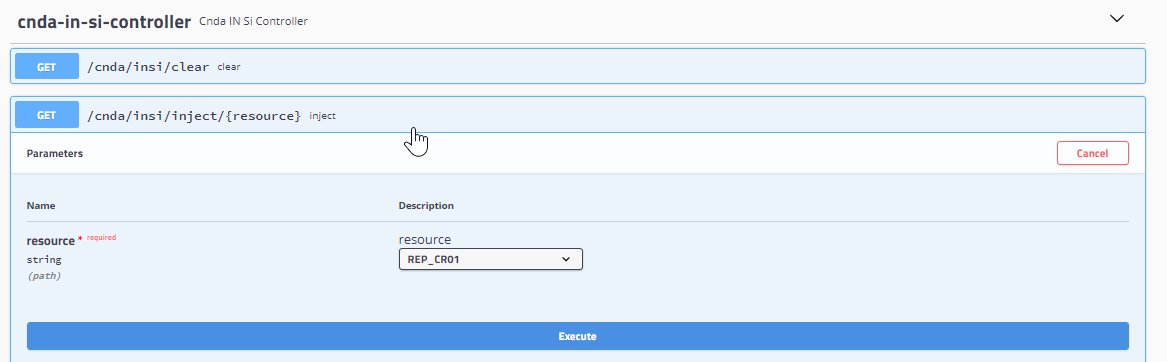 cnda-in-si-controller Cnda IN Si Controller
GET /cnda/insi/clear clear
GET /cnda/insi/inject/{resource} inject
Parameters Cancel
Name Description
resource * required resource
string REP_CR01
(path)
Execute